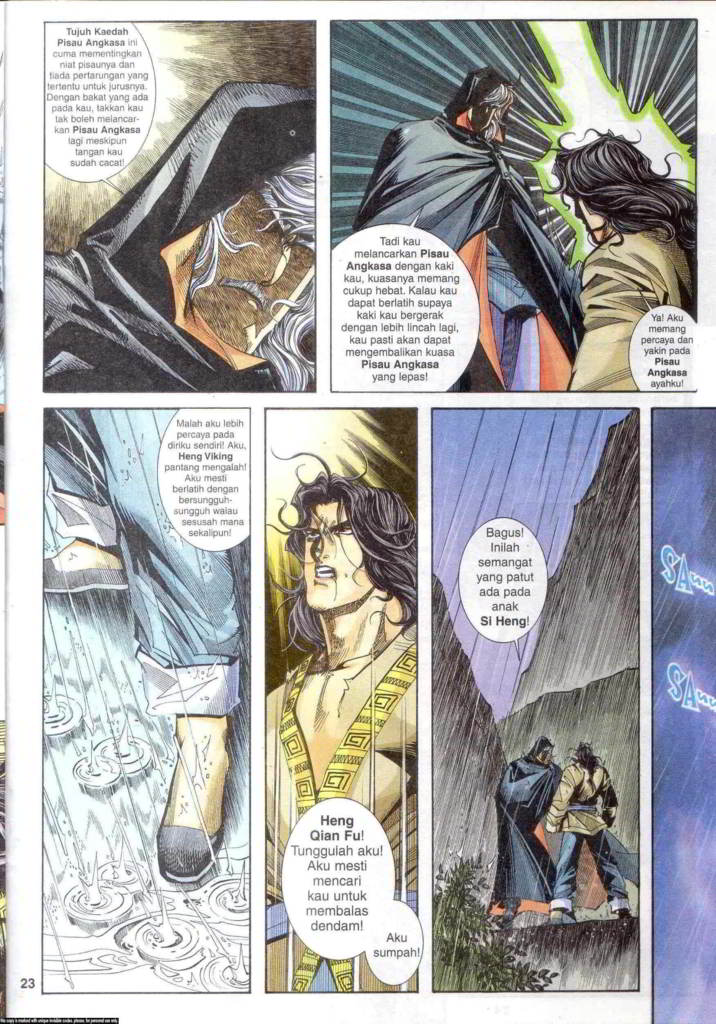 Tujuh Kaedah
Pisau Angkasa ini
cuma mementingkan
niat pisaunya dan
tiada pertarungan yang
tertentu untuk jurusnya.
Dengan bakat yang ada
pada kau, takkan kau
tak boleh melancar-
kan Pisau Angkasa
lagi meskipun
tangan kau
sudah cacat!
Tadi kau
melancarkan Pisau
Angkasa dengan kaki
kau, kuasanya memang
cukup hebat. Kalau kau
dapat berlatih supaya
kaki kau bergerak
dengan lebih lincah lagi,
kau pasti akan dapat
mengembalikan kuasa
Pisau Angkasa
yang lepas!
Ya! Aku
memang
percaya dan
yakin pada
Pisau
Angkasa
ayahku!
Malah aku lebih
percaya pada
diriku sendiri! Aku,
Heng Viking
pantang mengalah!
Aku mesti
berlatih dengan
bersungguh-
sungguh walau
sesusah mana
sekalipun!
Heng
Qian Fu!
Tunggulah aku!
Aku mesti
mencari
kau untuk
membalas
dendam!
Aku
sumpah!
Bagus!
Inilah
semangat
yang patut
ada pada
anak
Si Heng!
23